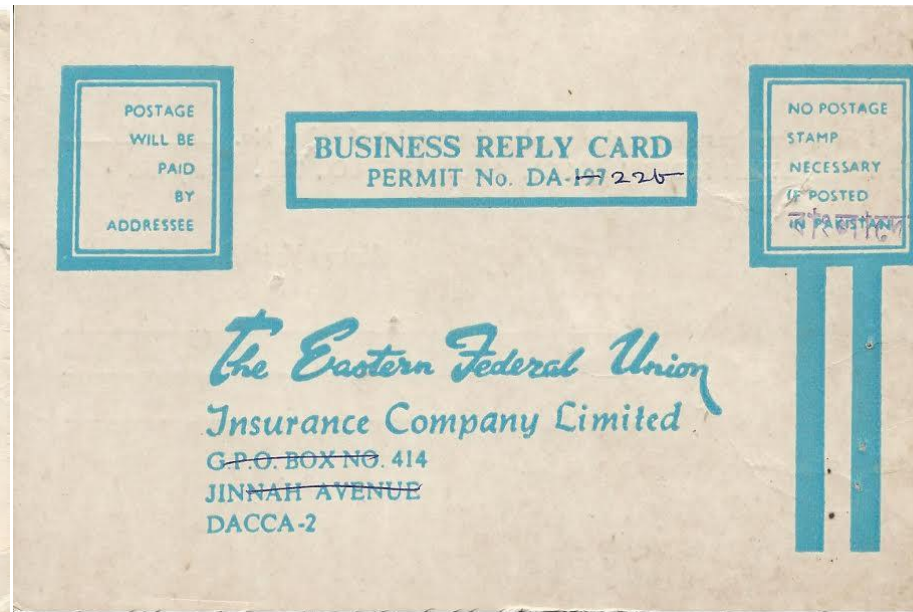 POSTAGE
WILL BE
PAID
BY
ADDRESSEE
BUSINESS REPLY CARD
PERMIT No. DA-197 226
NO POSTAGE
STAMP
NECESSARY
IF POSTED
IN PAKISTAN
The Eastern Federal Union
Insurance Company Limited
G.P.O. BOX NO. 414
JINNAH AVENUE
DACCA-2